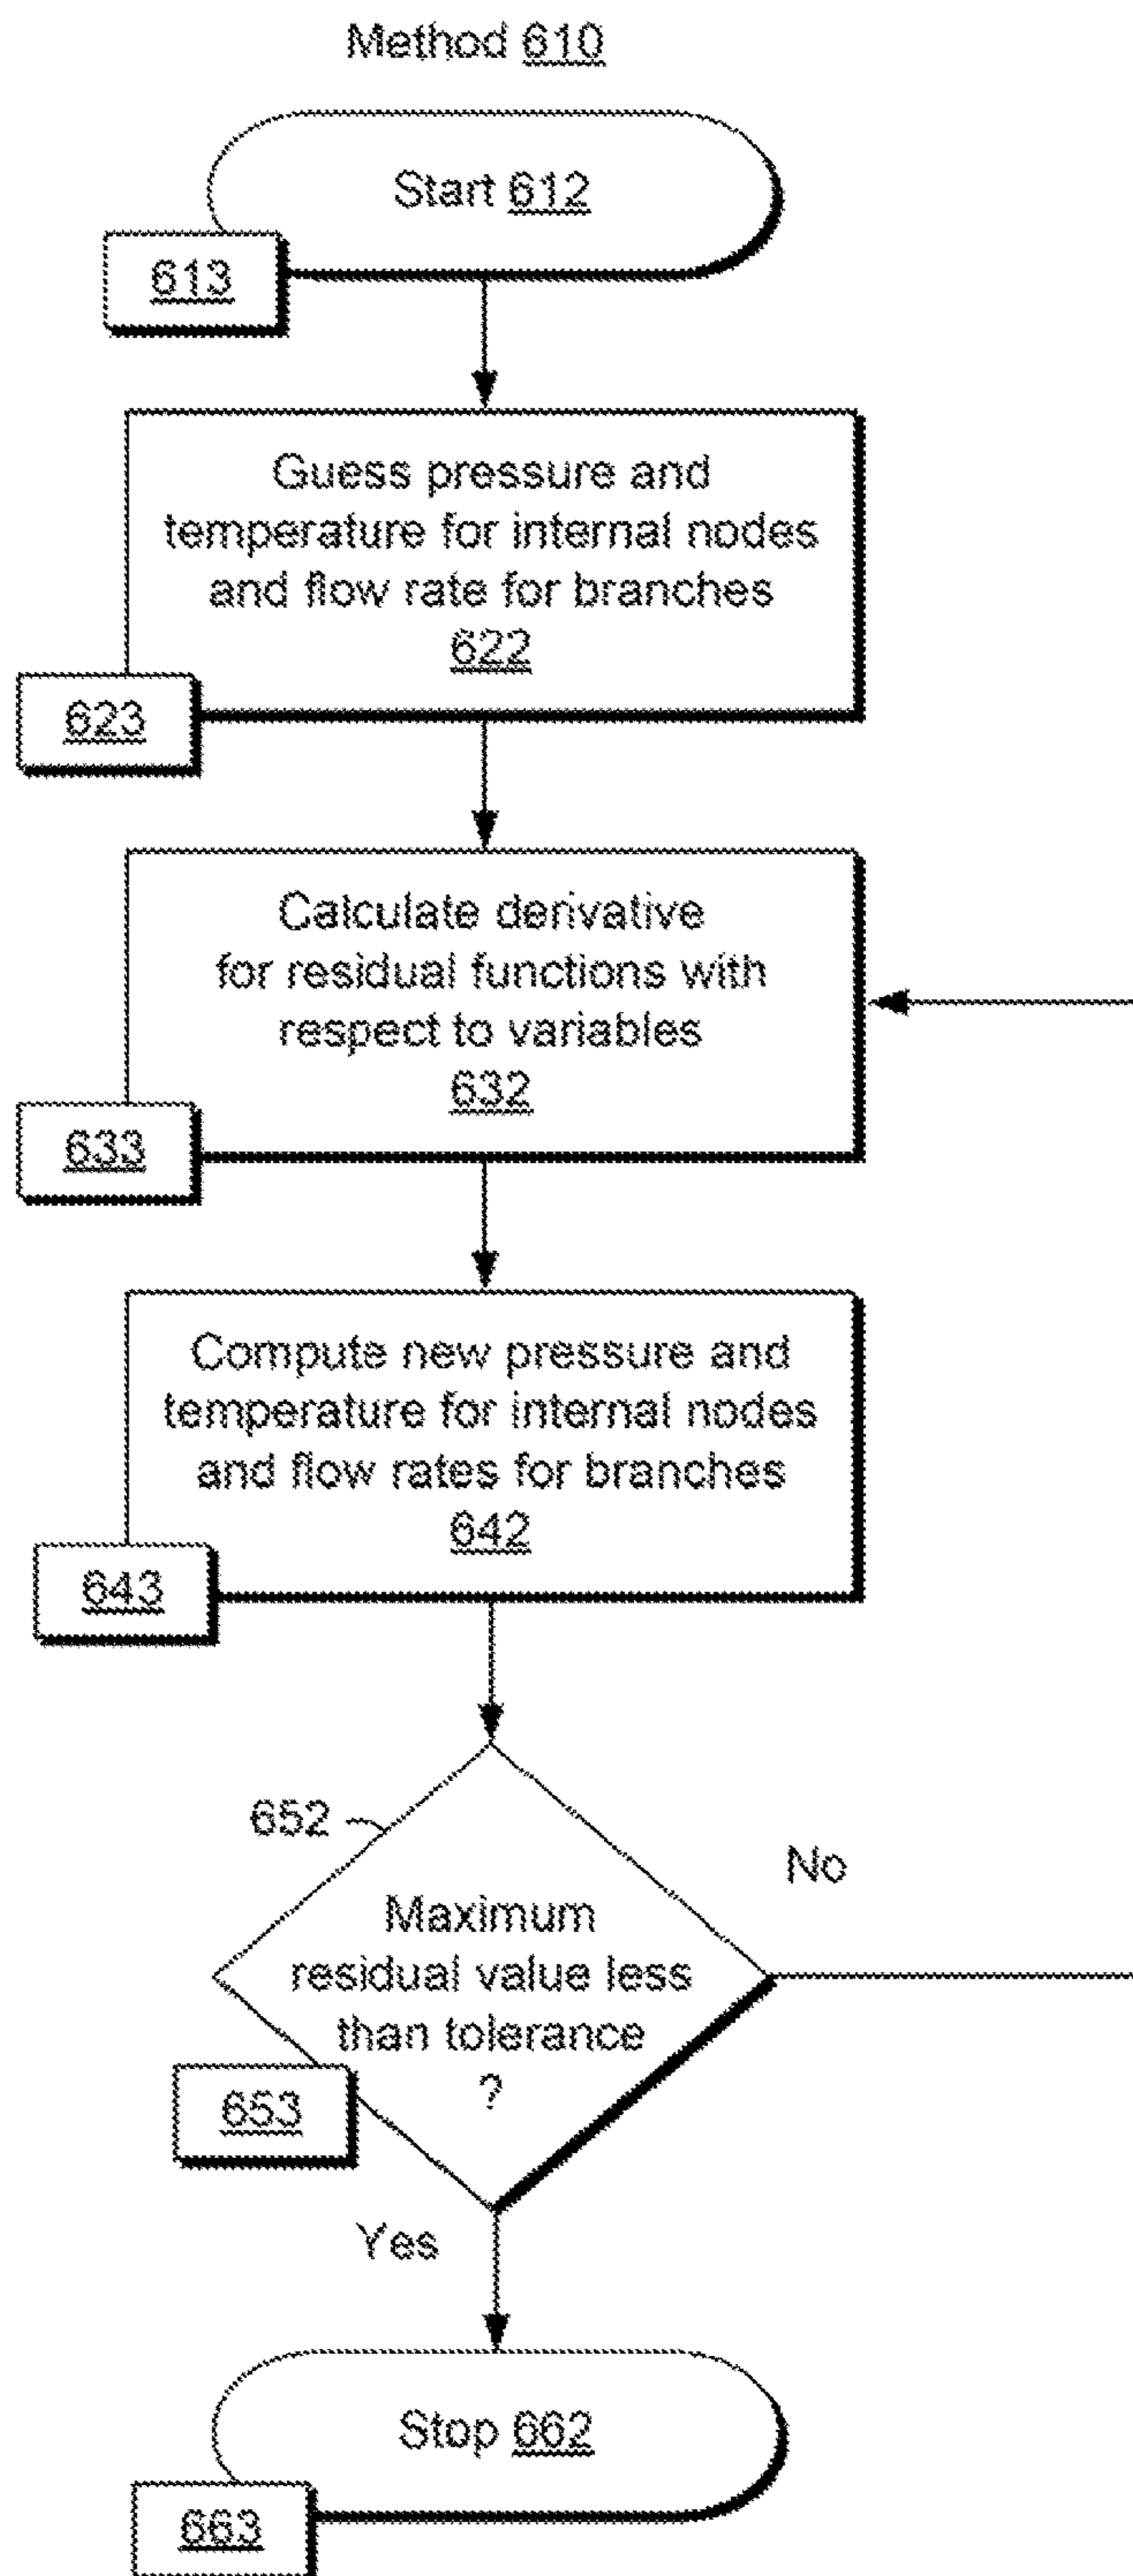 Method 610
Start 612
613
Guess pressure and
temperature for internal nodes
and flow rate for branches
622
623
Calculate derivative
for residual functions with
respect to variables
632
633
Compute new pressure and
temperature for internal nodes
and flow rates for branches
642
643
652
No
Maximum
residual value less
than tolerance
?
653
Yes
Stop 662
663